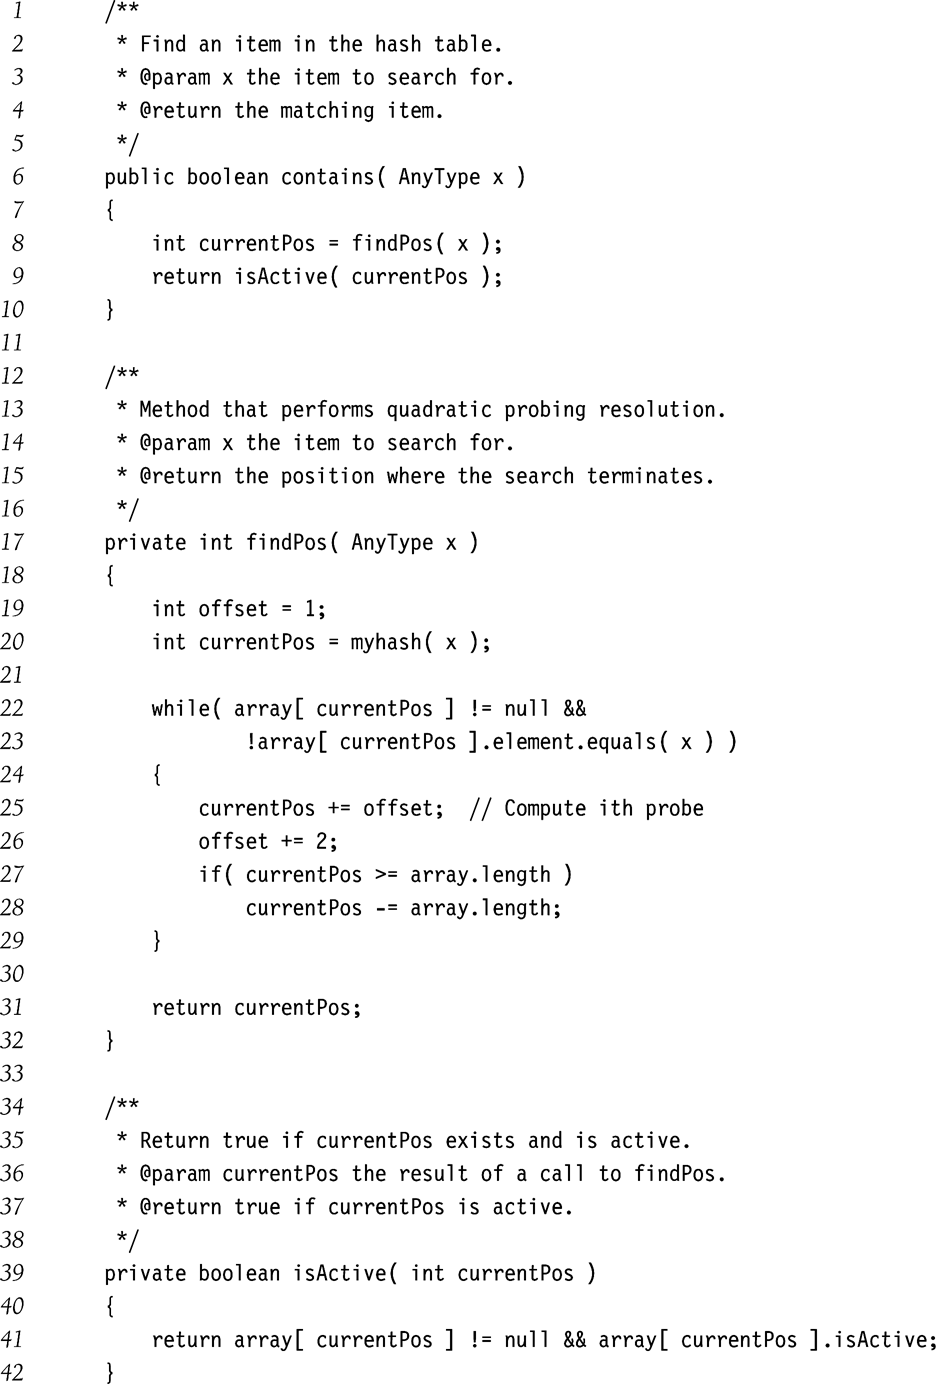 1 /**
2 * Find an item in the hash table.
3 * @param x the item to search for.
4 * @return the matching item.
5 */
6 public boolean contains( AnyType x )
7 {
8 int currentPos = findPos( x );
9 return isActive( currentPos );
10 }
11
12 /**
13 * Method that performs quadratic probing resolution.
14 * @param x the item to search for.
15 * @return the position where the search terminates.
16 */
17 private int findPos( AnyType x )
18 {
19 int offset = 1;
20 int currentPos = myhash( x );
21
22 while( array[ currentPos ] != null &&
23 !array[ currentPos ].element.equals( x ) )
24 {
25 currentPos += offset; // Compute ith probe
26 offset += 2;
27 if( currentPos >= array.length )
28 currentPos -= array.length;
29 }
30
31 return currentPos;
32 }
33
34 /**
35 * Return true if currentPos exists and is active.
36 * @param currentPos the result of a call to findPos.
37 * @return true if currentPos is active.
38 */
39 private boolean isActive( int currentPos )
40 {
41 return array[ currentPos ] != null && array[ currentPos ].isActive;
42 }